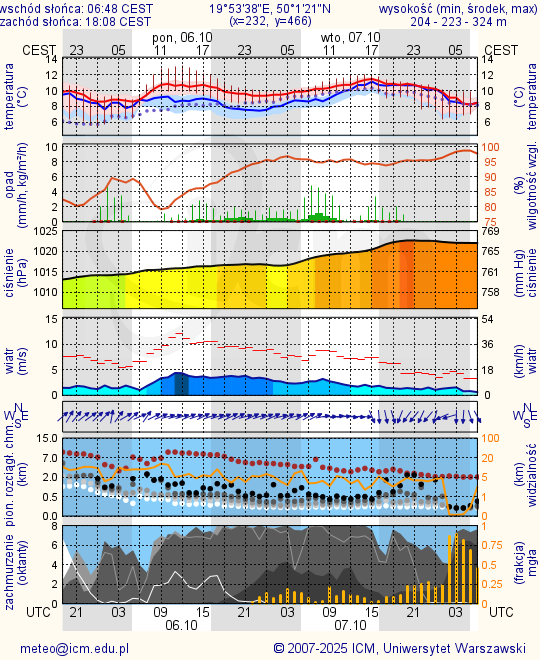 wschód słońca: 06:48 CEST 19°53'38"E, 50°1'21"N wysokość (min, środek, max)
zachód słońca: 18:08 CEST (x=232, y=466) 204 - 223 - 324 m
pon, 06.10 wto, 07.10
CEST 23 05 11 17 23 05 11 17 23 05 CEST
temperatura (°C)
14 12 10 8 6
14 12 10 8 6
temperatura (°C)
opad (mm/h, kg/m²/h)
10 8 6 4 2 0
100 95 90 85 80 75
(%) wilgotność wzgl.
ciśnienie (hPa)
1025 1020 1015 1010
769 765 761 758
(mm Hg) ciśnienie
wiatr (m/s)
15 10 5 0
54 36 18 0
(km/h) wiatr
N W E S
N W E S
pion. rozciągł. chm. (km)
15.0 7.0 2.0 0.5 0.0
100 20 5 1 0
(km) widzialność
zachmurzenie (oktanty)
8 6 4 2 0
1 0.75 0.5 0.25 0
(frakcja) mgła
UTC 21 03 09 15 21 03 09 15 21 03 UTC
06.10 07.10
meteo@icm.edu.pl © 2007-2025 ICM, Uniwersytet Warszawski